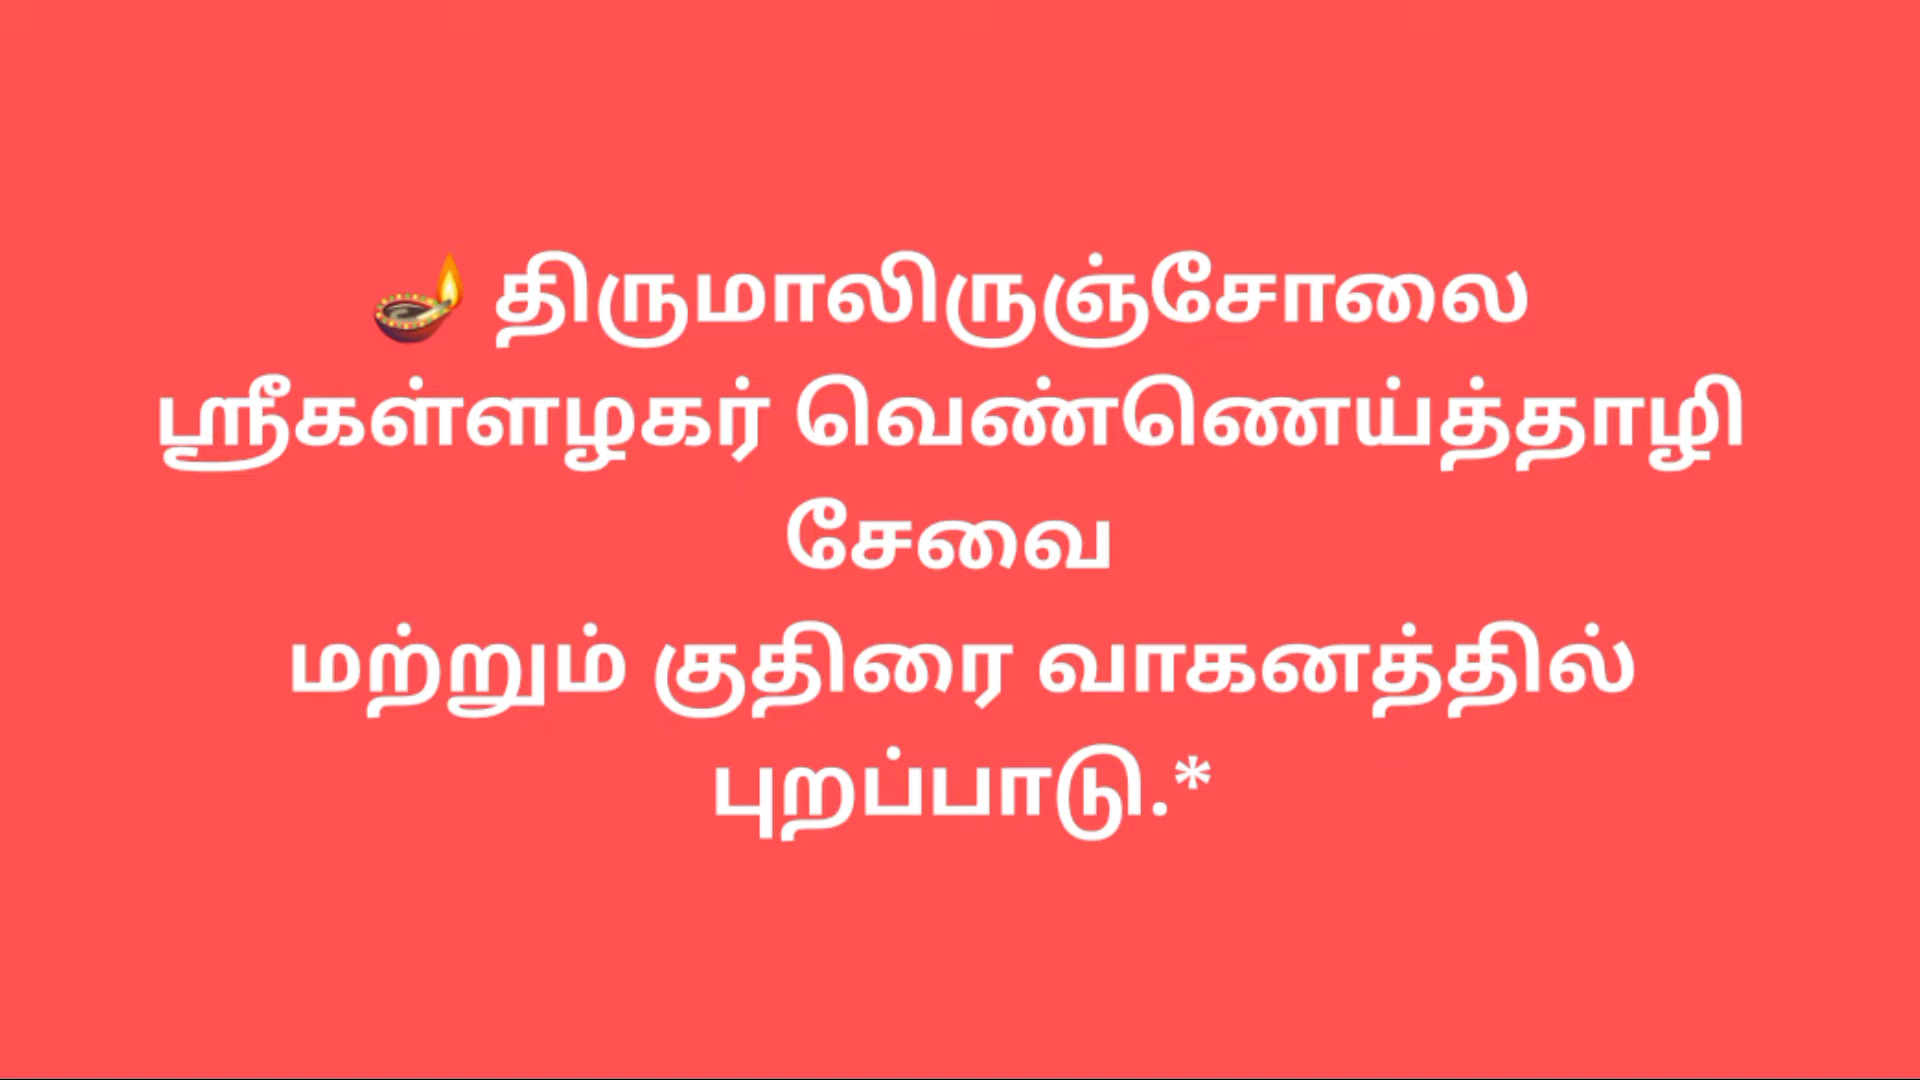 🪔 திருமாலிருஞ்சோலை
ஸ்ரீகள்ளழகர் வெண்ணெய்த்தாழி
சேவை
மற்றும் குதிரை வாகனத்தில்
புறப்பாடு.*